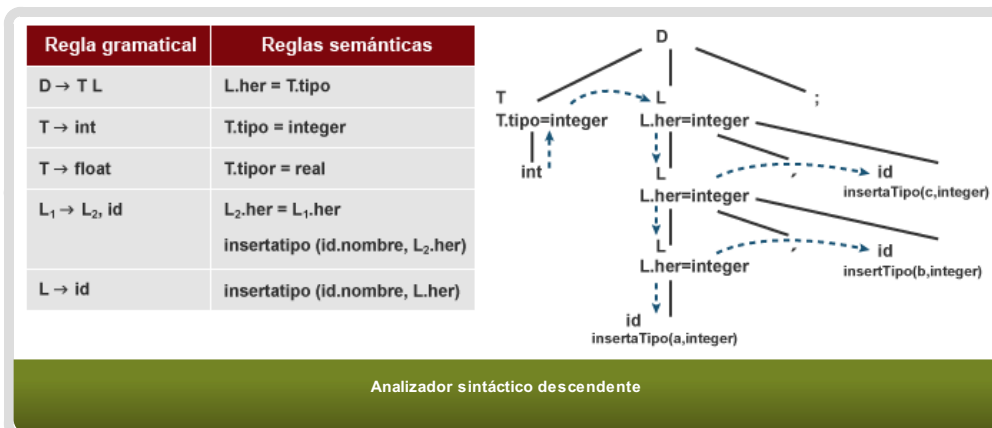 Regla gramatical Reglas semánticas
D → T L L.her = T.tipo
T → int T.tipo = integer
T → float T.tipor = real
L₁ → L₂, id L₂.her = L₁.her
insertatipo (id.nombre, L₂.her)
L → id insertatipo (id.nombre, L.her)
D
T L ;
T.tipo=integer L.her=integer
int L , id
insertaTipo(c,integer)
L.her=integer
L , id
L.her=integer insertTipo(b,integer)
id
insertaTipo(a,integer)
Analizador sintáctico descendente